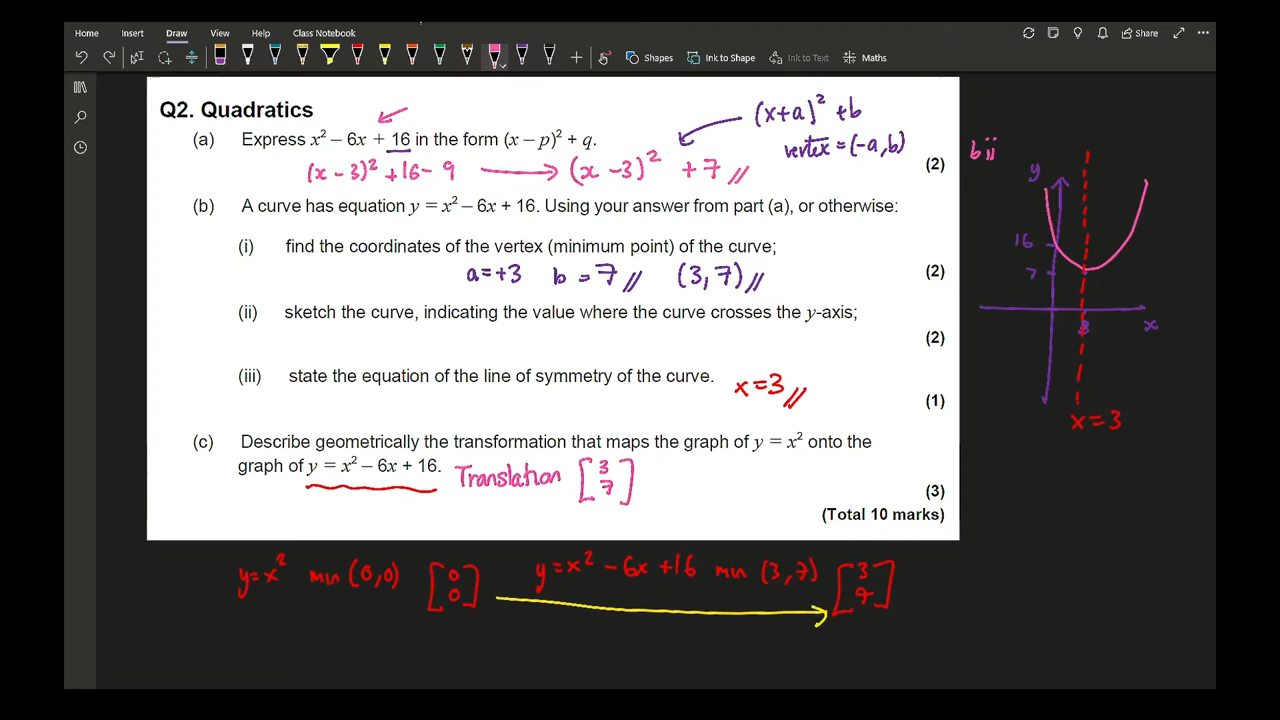 Home Insert Draw View Help Class Notebook
Share
Shapes Ink to Shape Ink to Text Maths
Q2. Quadratics
(x+a)² +b
vertex = (-a, b)
(a) Express x² – 6x + 16 in the form (x – p)² + q.
(x – 3)² +16 – 9 → (x – 3)² +7 //
(2)
(b) A curve has equation y = x² – 6x + 16. Using your answer from part (a), or otherwise:
(i) find the coordinates of the vertex (minimum point) of the curve;
a=+3 b =7 // (3,7) //
(2)
(ii) sketch the curve, indicating the value where the curve crosses the y-axis;
(2)
(iii) state the equation of the line of symmetry of the curve.
x=3 //
(1)
(c) Describe geometrically the transformation that maps the graph of y = x² onto the
graph of y = x² – 6x + 16. Translation [3 7]
(3)
(Total 10 marks)
b ii
y
16
7
3 x
x=3
y=x² min (0,0) [0 0] y=x² – 6x +16 min (3,7) [3 7]